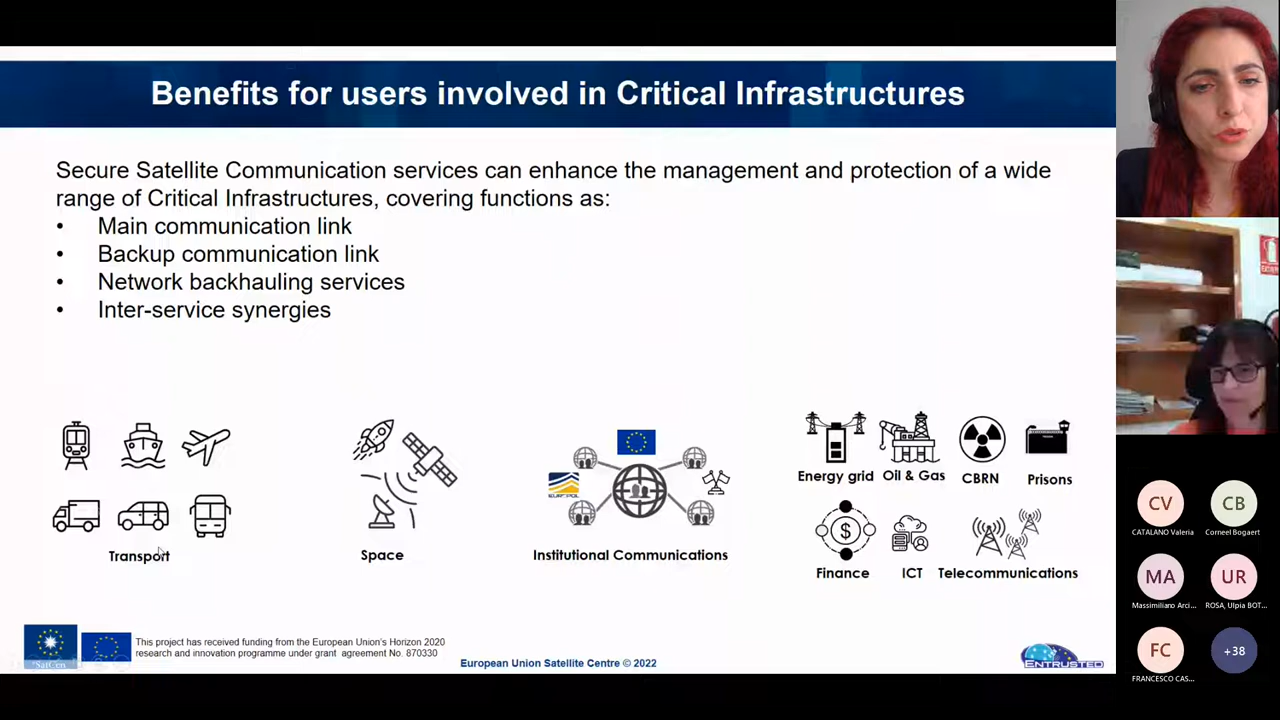 Benefits for users involved in Critical Infrastructures
Secure Satellite Communication services can enhance the management and protection of a wide
range of Critical Infrastructures, covering functions as:
• Main communication link
• Backup communication link
• Network backhauling services
• Inter-service synergies
EUROPOL
Energy grid
Oil & Gas
CBRN
Prisons
Transport
Space
Institutional Communications
$
Finance
ICT
Telecommunications
SatCen
This project has received funding from the European Union's Horizon 2020
research and innovation programme under grant agreement No. 870330
European Union Satellite Centre © 2022
ENTRUSTED
CV
CATALANO Valeria
CB
Corneel Bogaert
MA
Massimiliano Arci...
UR
ROSA, Ulpia BOT...
FC
FRANCESCO CAS...
+38